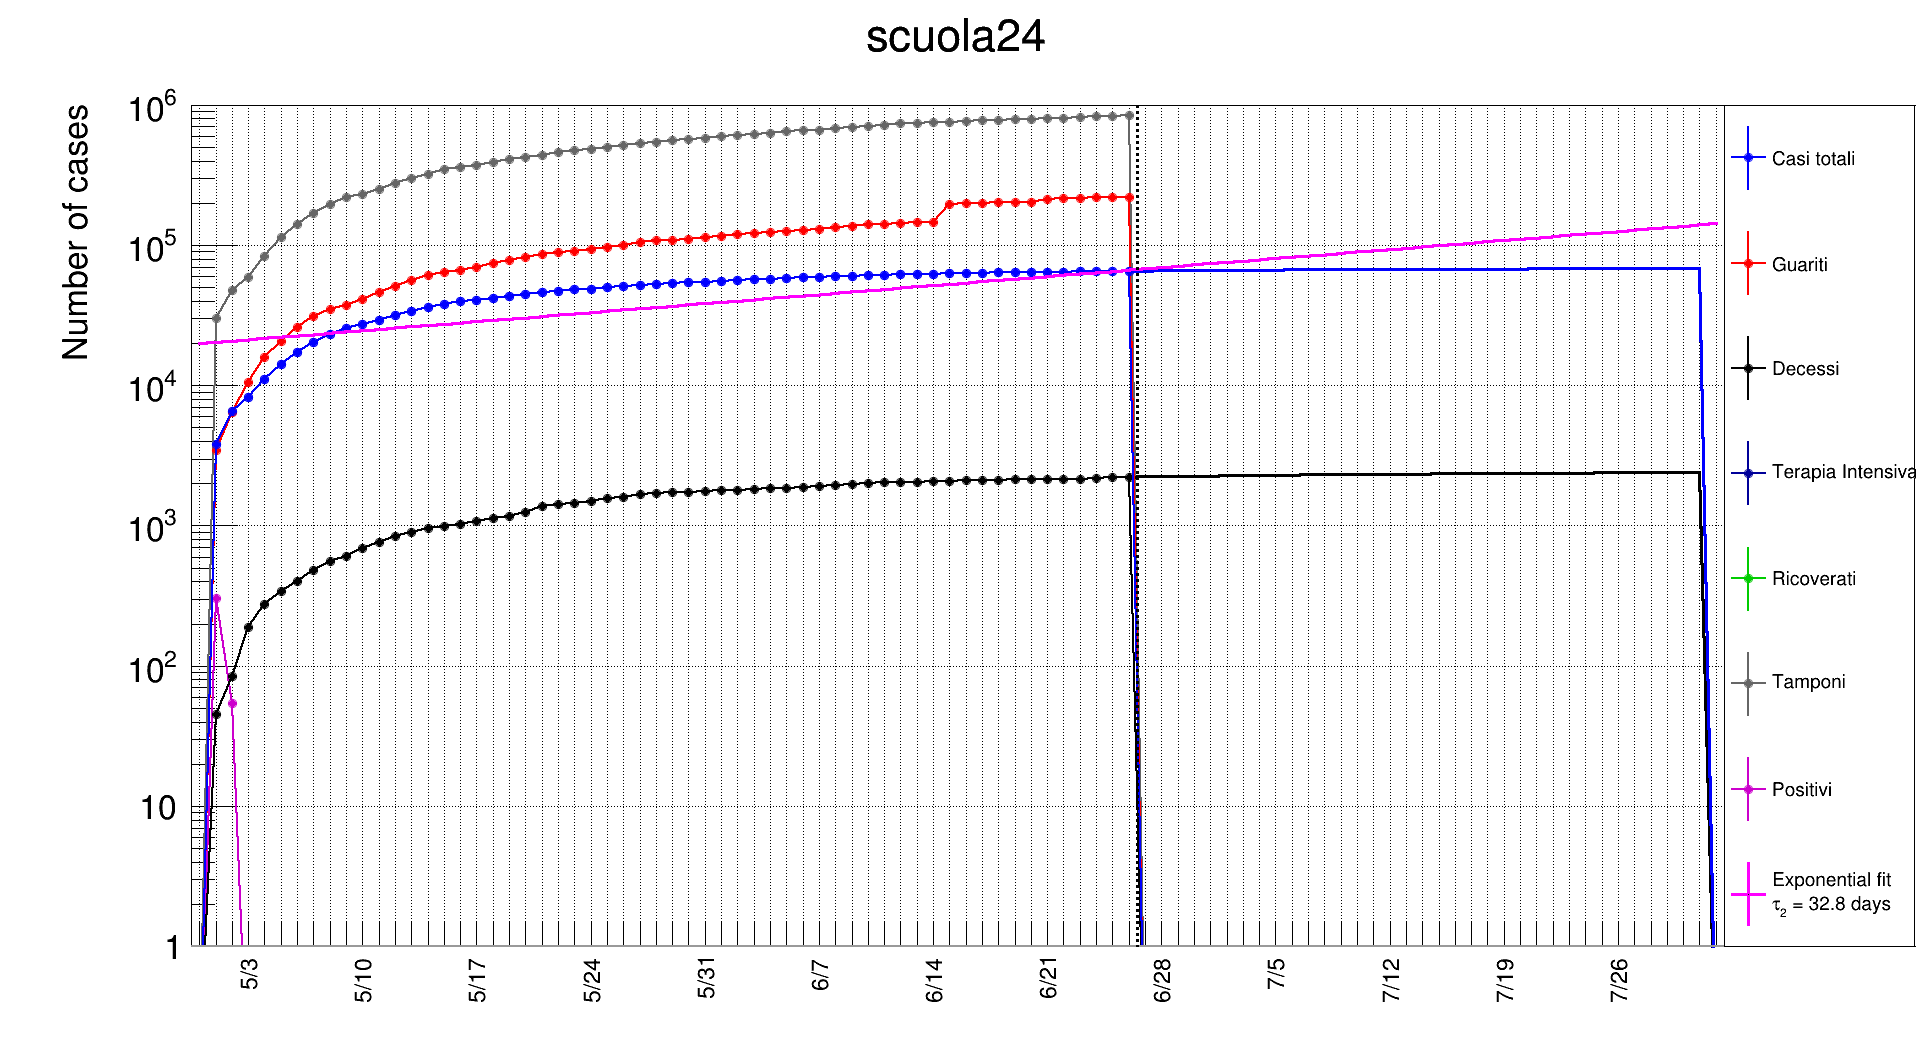 scuola24
Number of cases
10^6
10^5
10^4
10^3
10^2
10
1
5/3
5/10
5/17
5/24
5/31
6/7
6/14
6/21
6/28
7/5
7/12
7/19
7/26
Casi totali
Guariti
Decessi
Terapia Intensiva
Ricoverati
Tamponi
Positivi
Exponential fit
τ₂ = 32.8 days